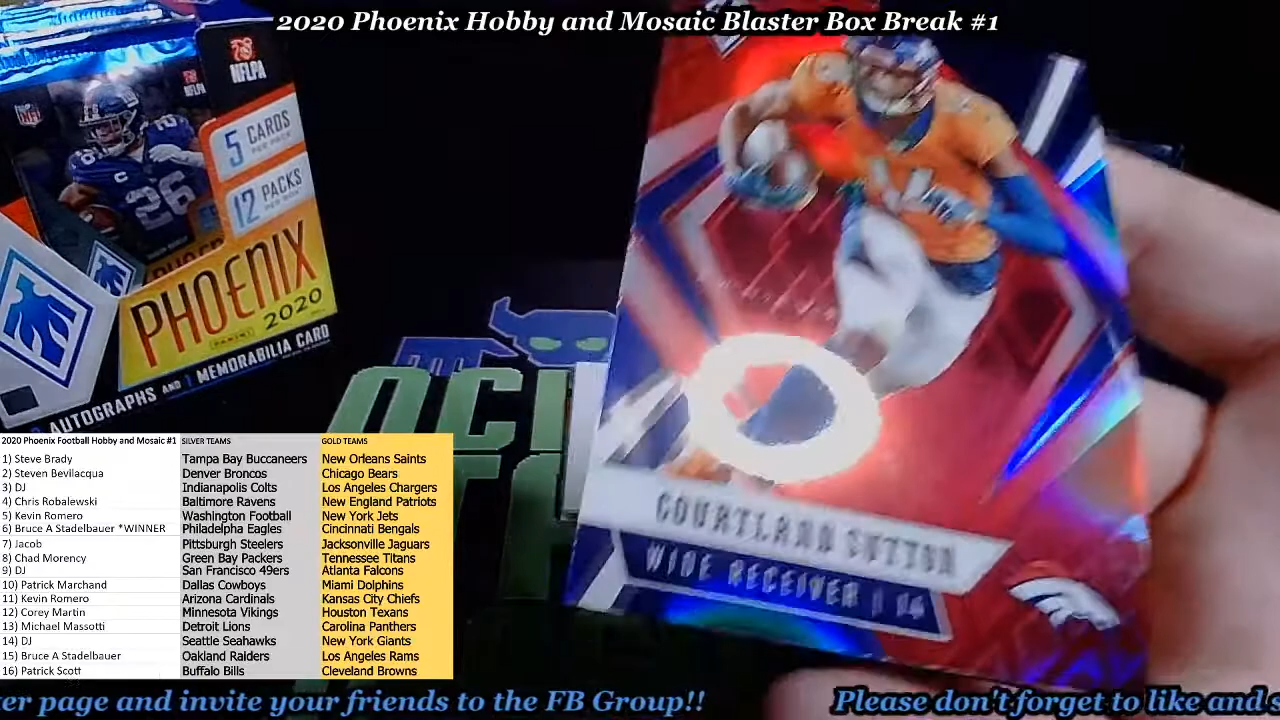 2020 Phoenix Hobby and Mosaic Blaster Box Break #1
NFLPA
NFL
NFLPA
5 CARDS
PER PACK
12 PACKS
26
PHOENIX
PANINI 2020
AUTOGRAPHS AND 1 MEMORABILIA CARD
COURTLAND SUTTON
WIDE RECEIVER | 14
2020 Phoenix Football Hobby and Mosaic #1 SILVER TEAMS GOLD TEAMS
1) Steve Brady Tampa Bay Buccaneers New Orleans Saints
2) Steven Bevilacqua Denver Broncos Chicago Bears
3) DJ Indianapolis Colts Los Angeles Chargers
4) Chris Robalewski Baltimore Ravens New England Patriots
5) Kevin Romero Washington Football New York Jets
6) Bruce A Stadelbauer *WINNER Philadelpha Eagles Cincinnati Bengals
7) Jacob Pittsburgh Steelers Jacksonville Jaguars
8) Chad Morency Green Bay Packers Tennessee Titans
9) DJ San Francisco 49ers Atlanta Falcons
10) Patrick Marchand Dallas Cowboys Miami Dolphins
11) Kevin Romero Arizona Cardinals Kansas City Chiefs
12) Corey Martin Minnesota Vikings Houston Texans
13) Michael Massotti Detroit Lions Carolina Panthers
14) DJ Seattle Seahawks New York Giants
15) Bruce A Stadelbauer Oakland Raiders Los Angeles Rams
16) Patrick Scott Buffalo Bills Cleveland Browns
er page and invite your friends to the FB Group!! Please don't forget to like and s